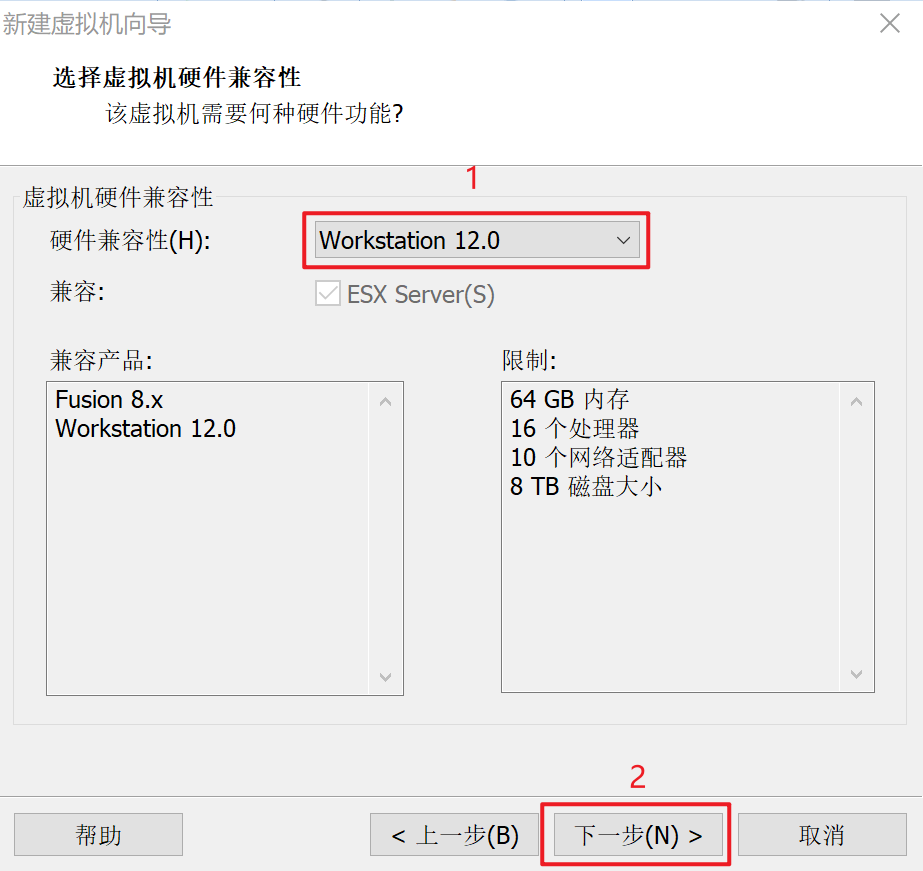 新建虚拟机向导
选择虚拟机硬件兼容性
该虚拟机需要何种硬件功能?
1
虚拟机硬件兼容性
硬件兼容性(H):
Workstation 12.0
兼容:
ESX Server(S)
兼容产品:
Fusion 8.x
Workstation 12.0
限制:
64 GB 内存
16 个处理器
10 个网络适配器
8 TB 磁盘大小
2
帮助
< 上一步(B)
下一步(N) >
取消